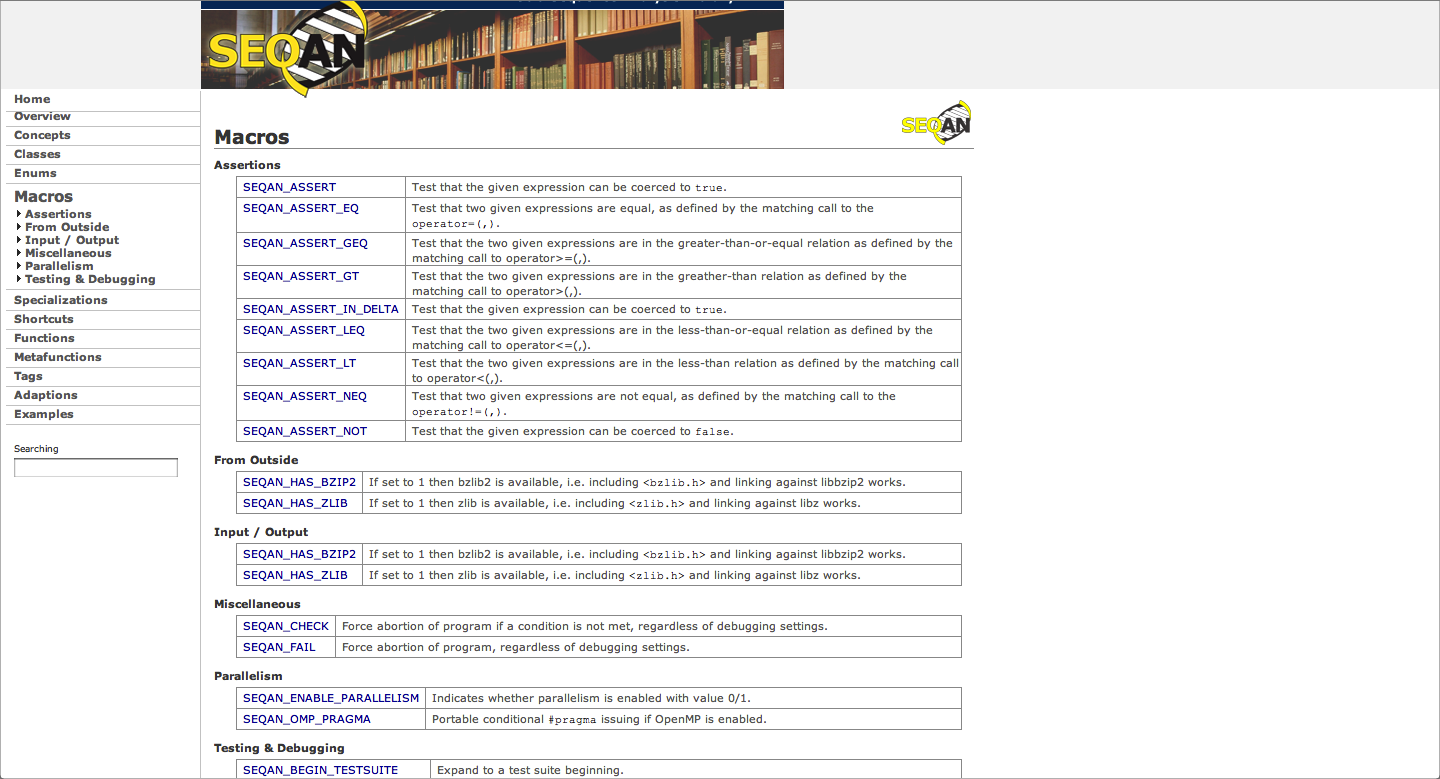 SEQAN
Home
Overview
Concepts
Classes
Enums
Macros
Assertions
From Outside
Input / Output
Miscellaneous
Parallelism
Testing & Debugging
Specializations
Shortcuts
Functions
Metafunctions
Tags
Adaptions
Examples
Searching
SEQAN
Macros
Assertions
SEQAN_ASSERT Test that the given expression can be coerced to true.
SEQAN_ASSERT_EQ Test that two given expressions are equal, as defined by the matching call to the
operator=(,).
SEQAN_ASSERT_GEQ Test that the two given expressions are in the greater-than-or-equal relation as defined by the
matching call to operator>=(,).
SEQAN_ASSERT_GT Test that the two given expressions are in the greather-than relation as defined by the
matching call to operator>(,).
SEQAN_ASSERT_IN_DELTA Test that the given expression can be coerced to true.
SEQAN_ASSERT_LEQ Test that the two given expressions are in the less-than-or-equal relation as defined by the
matching call to operator<=(,).
SEQAN_ASSERT_LT Test that the two given expressions are in the less-than relation as defined by the matching call
to operator<(,).
SEQAN_ASSERT_NEQ Test that two given expressions are not equal, as defined by the matching call to the
operator!=(,).
SEQAN_ASSERT_NOT Test that the given expression can be coerced to false.
From Outside
SEQAN_HAS_BZIP2 If set to 1 then bzlib2 is available, i.e. including <bzlib.h> and linking against libbzip2 works.
SEQAN_HAS_ZLIB If set to 1 then zlib is available, i.e. including <zlib.h> and linking against libz works.
Input / Output
SEQAN_HAS_BZIP2 If set to 1 then bzlib2 is available, i.e. including <bzlib.h> and linking against libbzip2 works.
SEQAN_HAS_ZLIB If set to 1 then zlib is available, i.e. including <zlib.h> and linking against libz works.
Miscellaneous
SEQAN_CHECK Force abortion of program if a condition is not met, regardless of debugging settings.
SEQAN_FAIL Force abortion of program, regardless of debugging settings.
Parallelism
SEQAN_ENABLE_PARALLELISM Indicates whether parallelism is enabled with value 0/1.
SEQAN_OMP_PRAGMA Portable conditional #pragma issuing if OpenMP is enabled.
Testing & Debugging
SEQAN_BEGIN_TESTSUITE Expand to a test suite beginning.